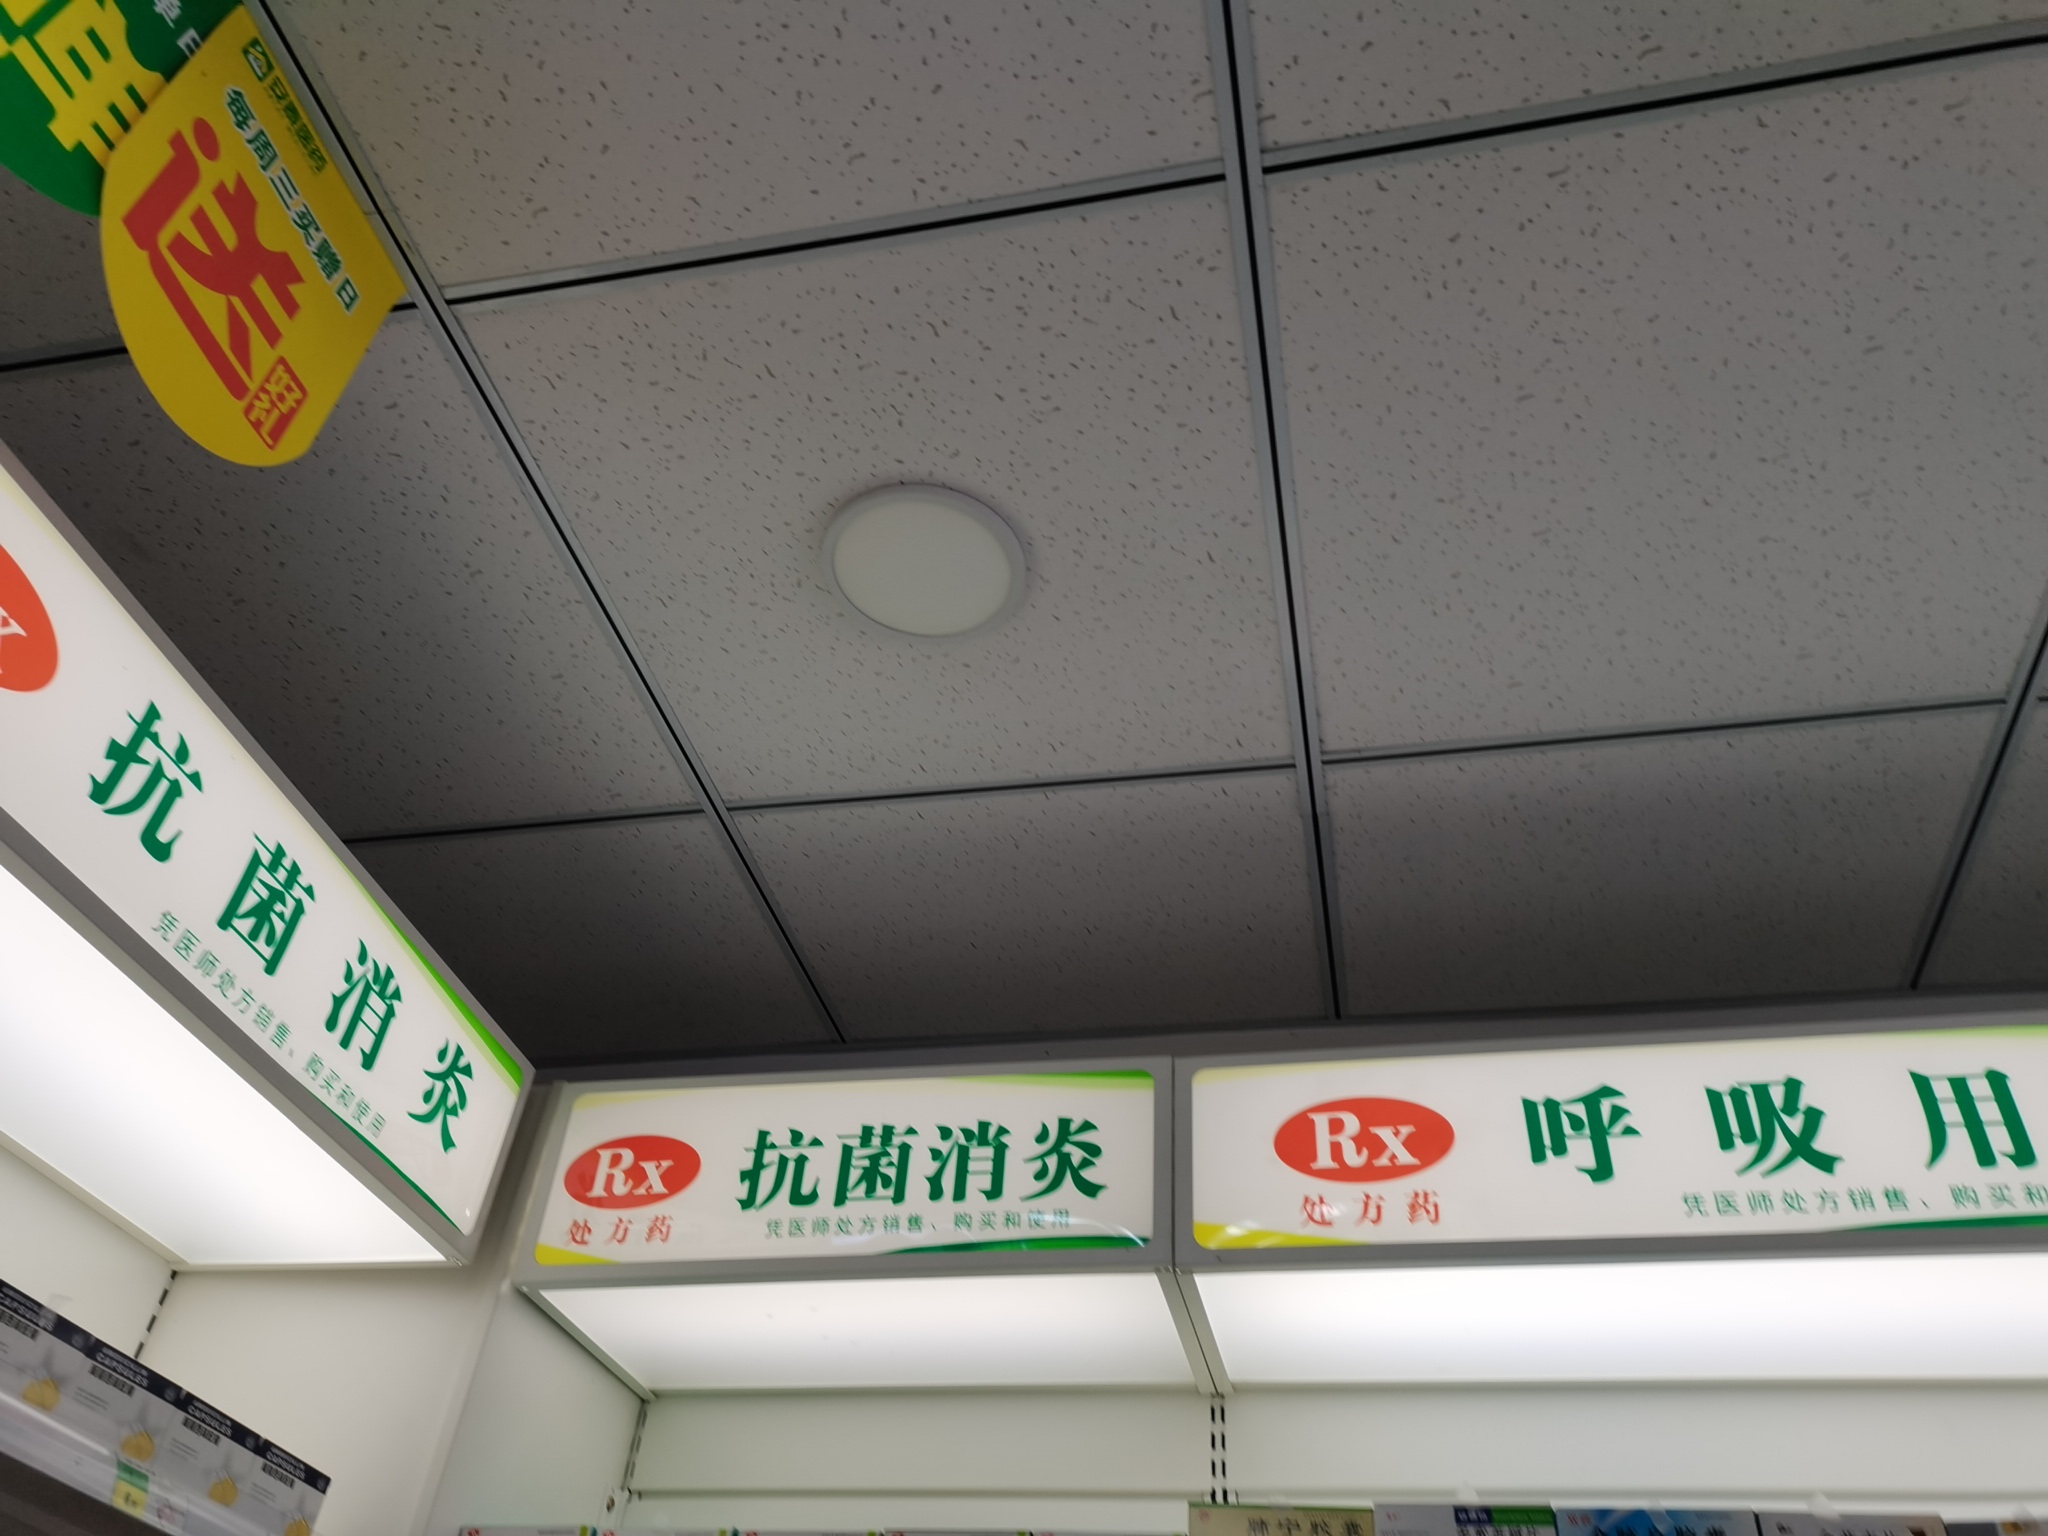 每周三买赠日
送
好礼
抗菌消炎
凭医师处方销售、购买和使用
Rx
处方药
抗菌消炎
凭医师处方销售、购买和使用
Rx
处方药
呼吸用
凭医师处方销售、购买和
CAPSULES
CAPSULES
CAPSULES